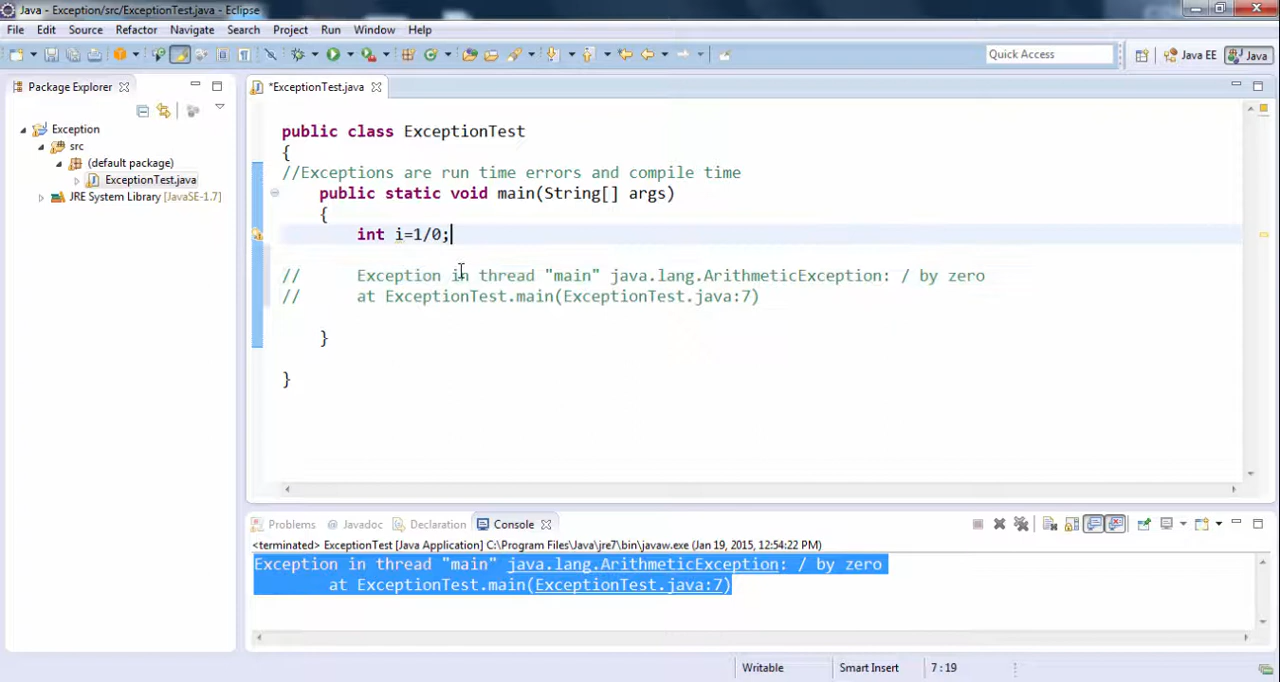 Java - Exception/src/ExceptionTest.java - Eclipse
File Edit Source Refactor Navigate Search Project Run Window Help
Quick Access Java EE Java
Package Explorer
*ExceptionTest.java
Exception
src
(default package)
ExceptionTest.java
JRE System Library [JavaSE-1.7]
public class ExceptionTest
{
//Exceptions are run time errors and compile time
public static void main(String[] args)
{
int i=1/0;
// Exception in thread "main" java.lang.ArithmeticException: / by zero
// at ExceptionTest.main(ExceptionTest.java:7)
}
}
Problems @ Javadoc Declaration Console
<terminated> ExceptionTest [Java Application] C:\Program Files\Java\jre7\bin\javaw.exe (Jan 19, 2015, 12:54:22 PM)
Exception in thread "main" java.lang.ArithmeticException: / by zero
at ExceptionTest.main(ExceptionTest.java:7)
Writable Smart Insert 7 : 19